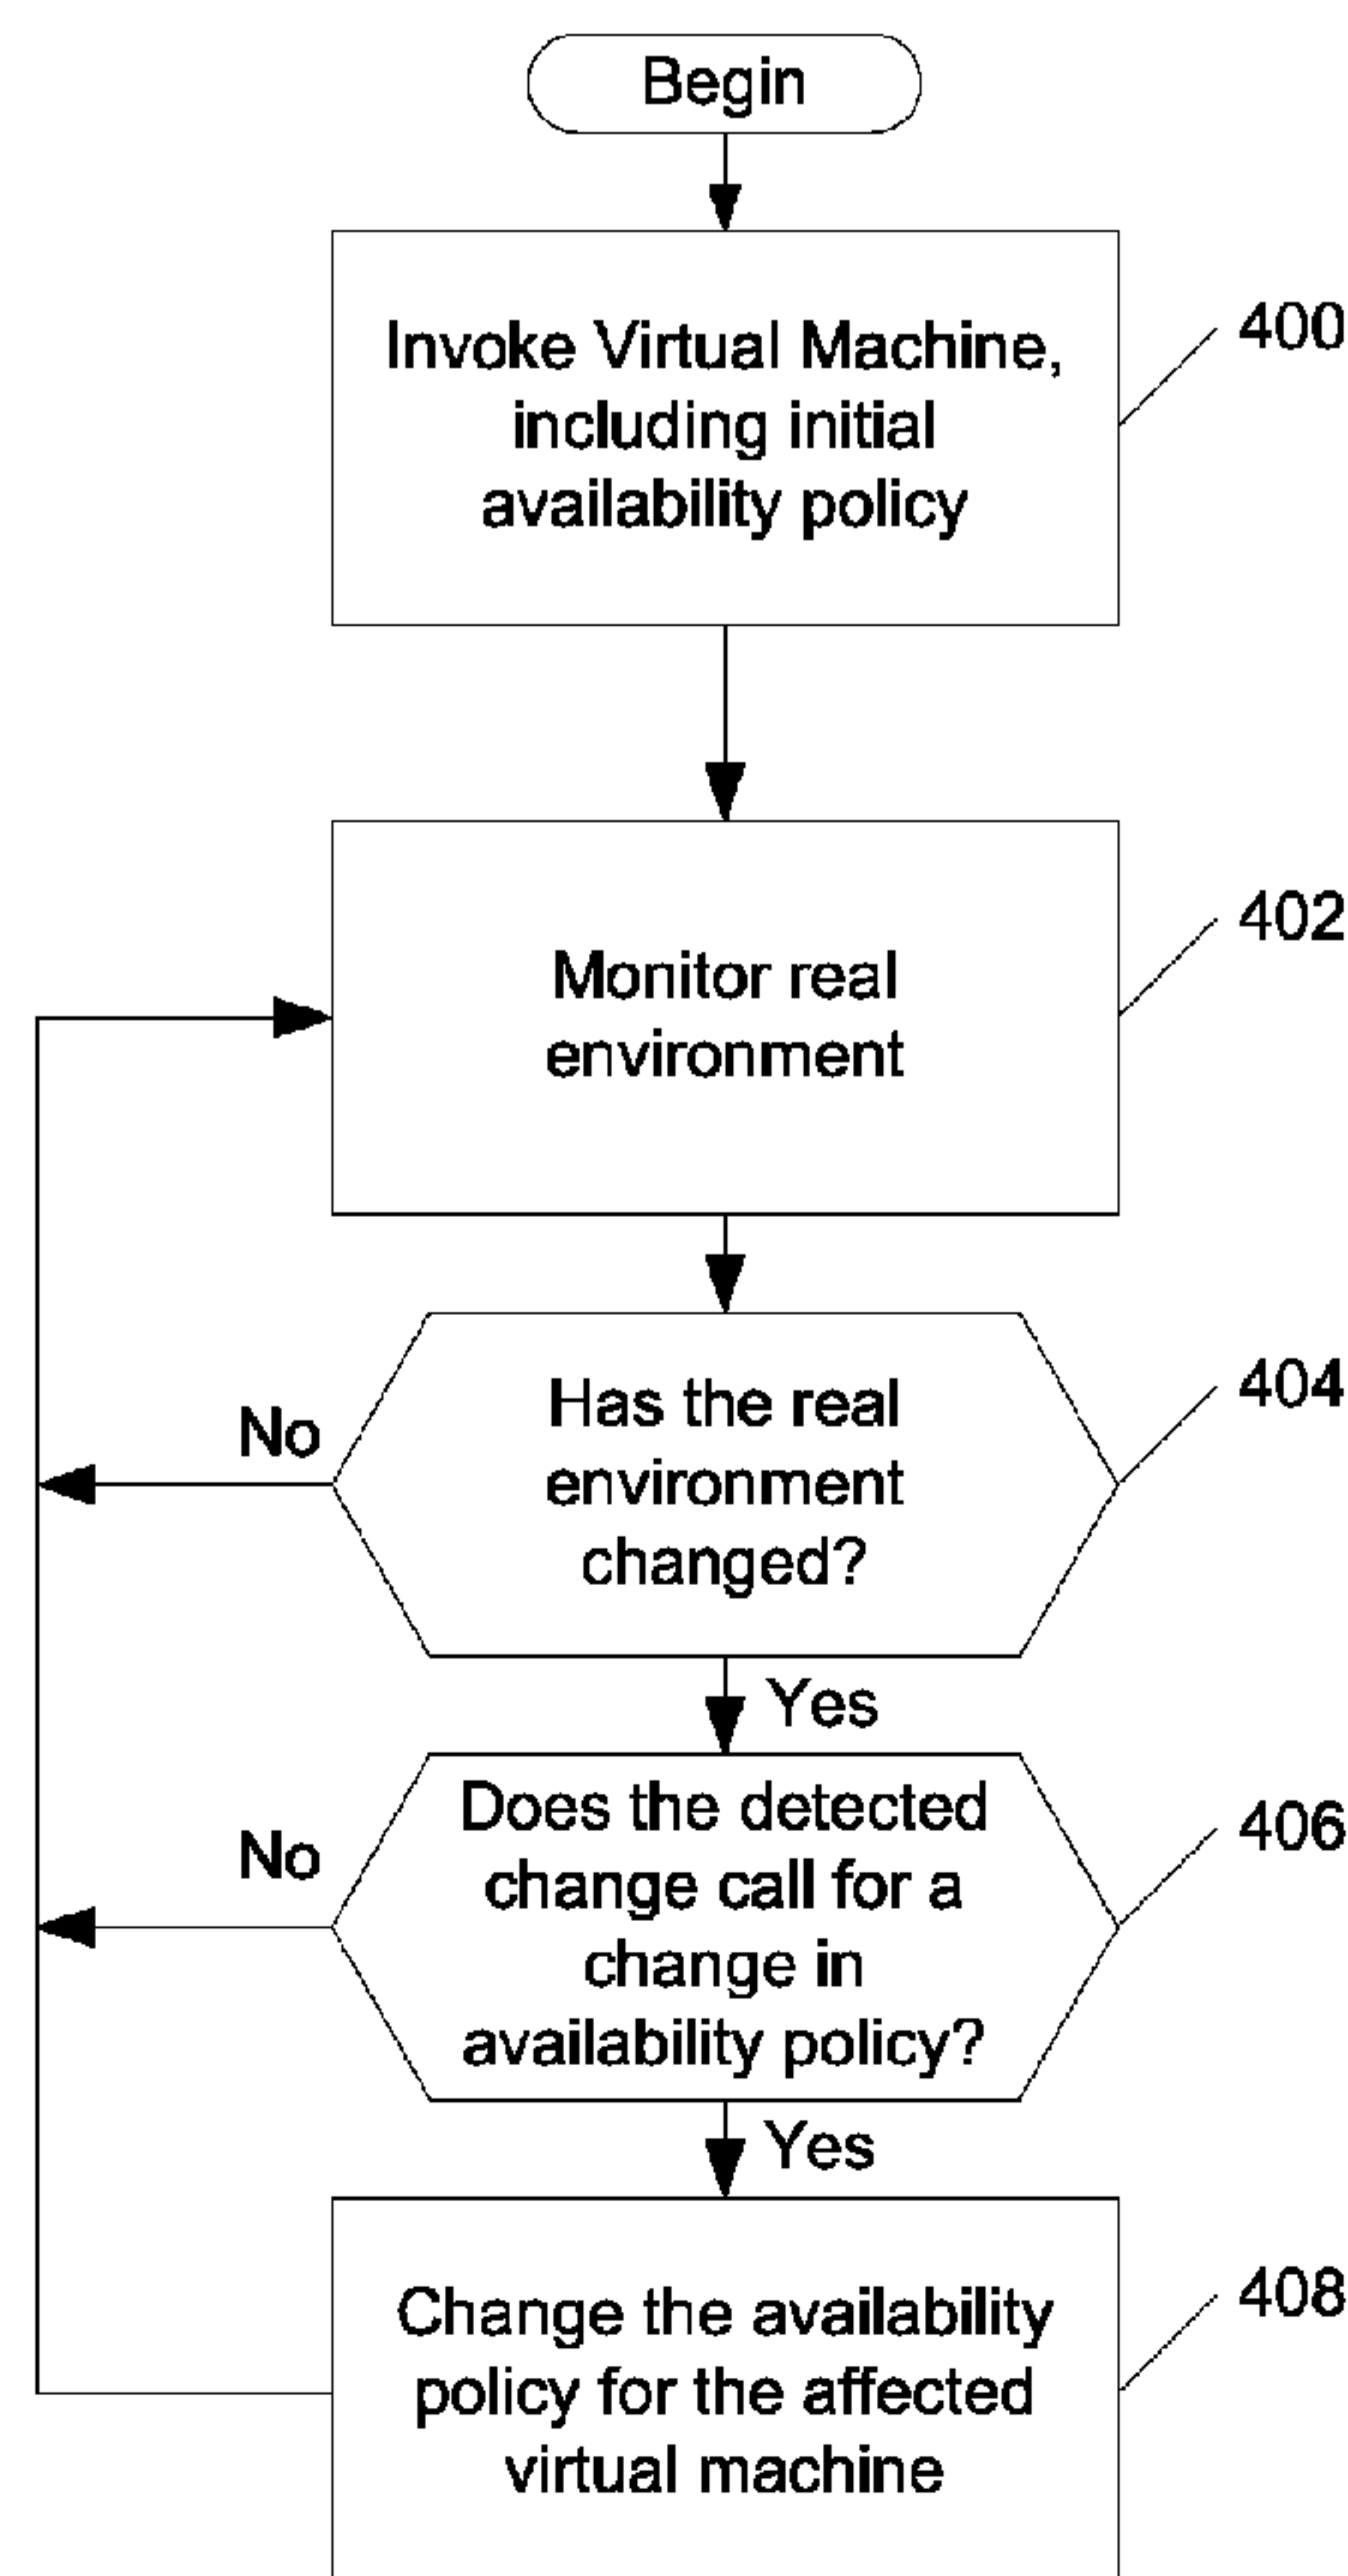 Begin
Invoke Virtual Machine,
including initial
availability policy
400
Monitor real
environment
402
Has the real
environment
changed?
404
No
Yes
Does the detected
change call for a
change in
availability policy?
406
No
Yes
Change the availability
policy for the affected
virtual machine
408